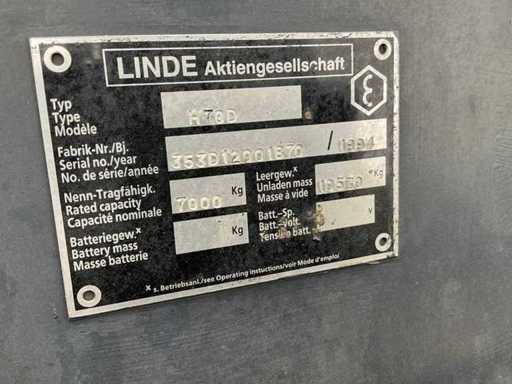 LINDE Aktiengesellschaft
Typ
Type
Modèle
H70D
Fabrik-Nr./Bj.
Serial no./year
No. de série/année
/ 1994
Nenn-Tragfähigk.
Rated capacity
Capacité nominale
7000 Kg
Leergew.x
Unladen mass
Masse à vide
Kg
Batteriegew.x
Battery mass
Masse batterie
Kg
Batt.-Sp.
Batt.-volt.
Tension batt.
V
x s. Betriebsanl./see Operating instuctions/voir Mode d'emploi